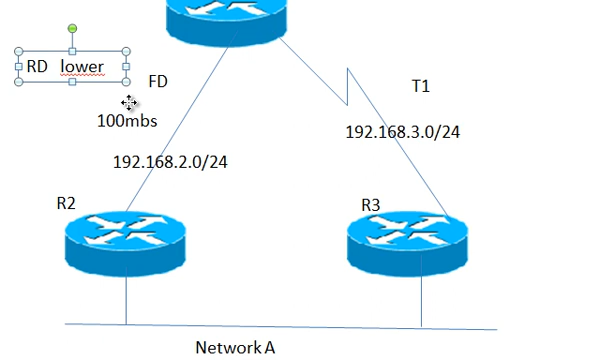 RD lower
FD
T1
100mbs
192.168.3.0/24
192.168.2.0/24
R2
R3
Network A